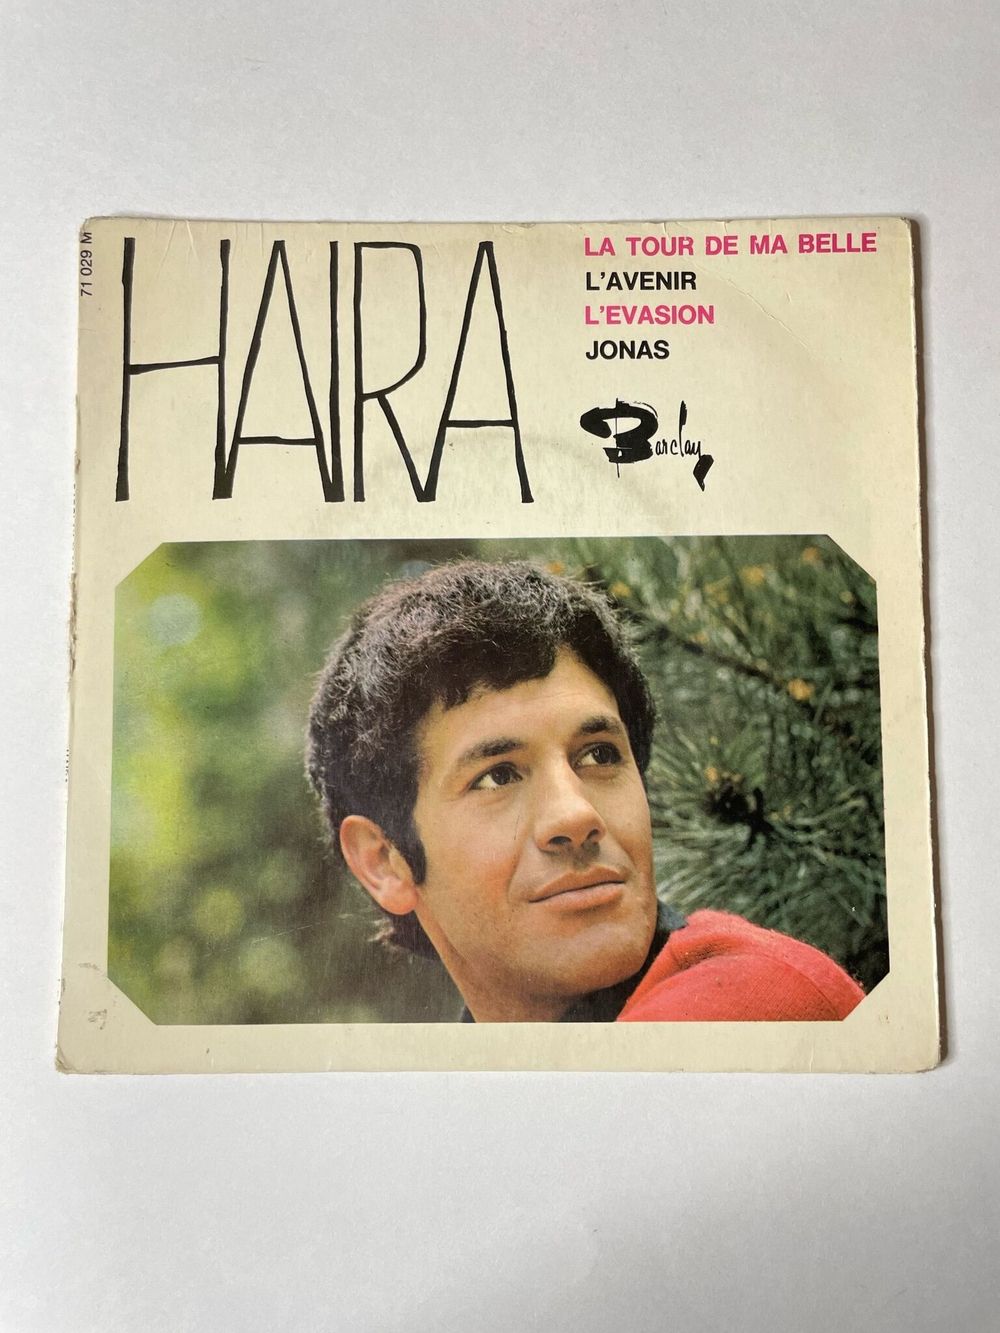 71 029 M
HAIRA
LA TOUR DE MA BELLE
L'AVENIR
L'EVASION
JONAS
Barclay